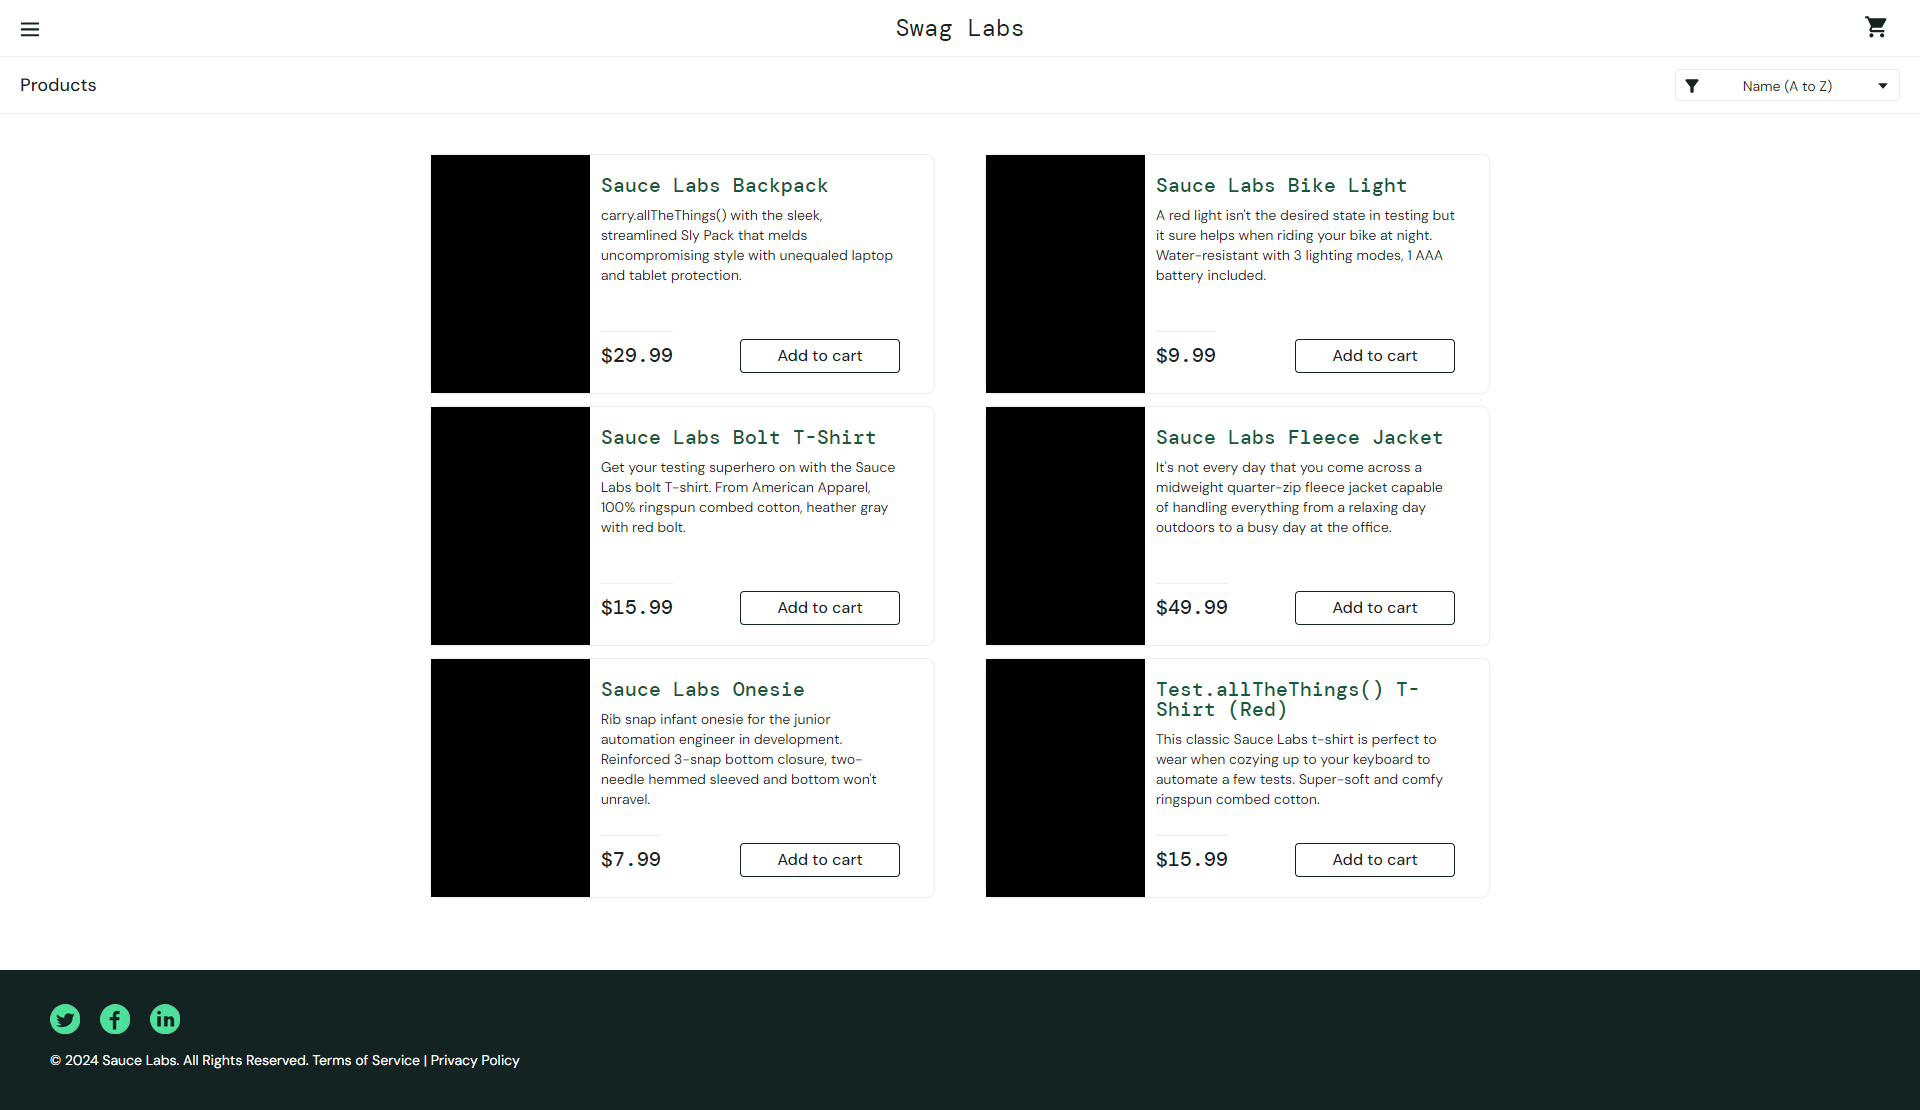 Swag Labs
Products
Name (A to Z)
Sauce Labs Backpack
carry.allTheThings() with the sleek,
streamlined Sly Pack that melds
uncompromising style with unequaled laptop
and tablet protection.
$29.99
Add to cart
Sauce Labs Bike Light
A red light isn't the desired state in testing but
it sure helps when riding your bike at night.
Water-resistant with 3 lighting modes, 1 AAA
battery included.
$9.99
Add to cart
Sauce Labs Bolt T-Shirt
Get your testing superhero on with the Sauce
Labs bolt T-shirt. From American Apparel,
100% ringspun combed cotton, heather gray
with red bolt.
$15.99
Add to cart
Sauce Labs Fleece Jacket
It's not every day that you come across a
midweight quarter-zip fleece jacket capable
of handling everything from a relaxing day
outdoors to a busy day at the office.
$49.99
Add to cart
Sauce Labs Onesie
Rib snap infant onesie for the junior
automation engineer in development.
Reinforced 3-snap bottom closure, two-
needle hemmed sleeved and bottom won't
unravel.
$7.99
Add to cart
Test.allTheThings() T-
Shirt (Red)
This classic Sauce Labs t-shirt is perfect to
wear when cozying up to your keyboard to
automate a few tests. Super-soft and comfy
ringspun combed cotton.
$15.99
Add to cart
© 2024 Sauce Labs. All Rights Reserved. Terms of Service | Privacy Policy